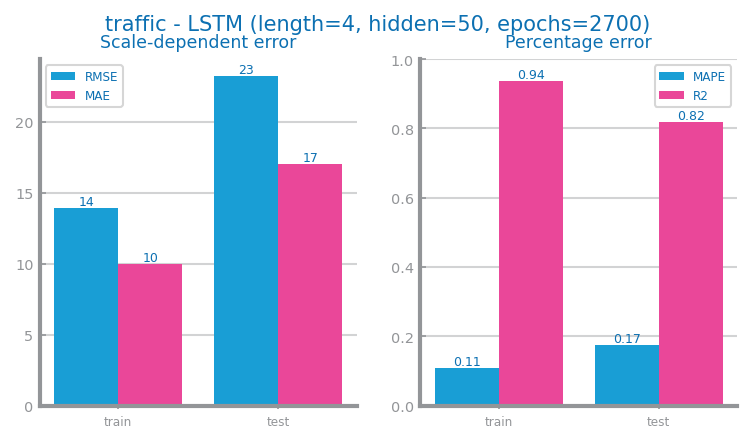 traffic - LSTM (length=4, hidden=50, epochs=2700)
Scale-dependent error
RMSE
MAE
23
17
14
10
20
15
10
5
0
train
test
Percentage error
MAPE
R2
0.94
0.82
0.17
0.11
1.0
0.8
0.6
0.4
0.2
0.0
train
test